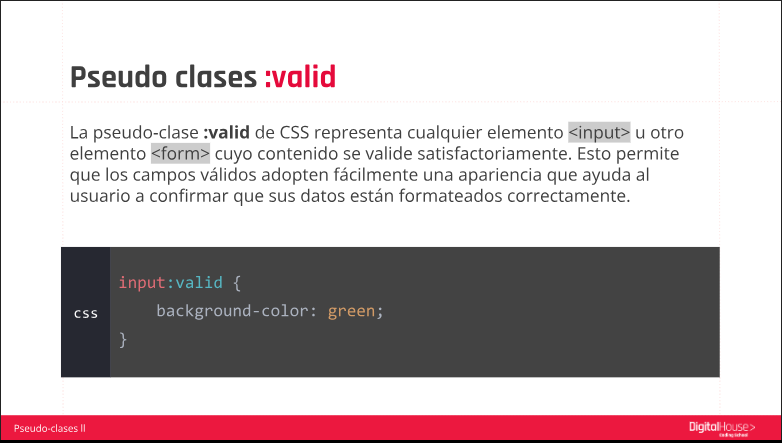 Pseudo clases :valid
La pseudo-clase :valid de CSS representa cualquier elemento <input> u otro
elemento <form> cuyo contenido se valide satisfactoriamente. Esto permite
que los campos válidos adopten fácilmente una apariencia que ayuda al
usuario a confirmar que sus datos están formateados correctamente.
css
input:valid {
    background-color: green;
}
Pseudo-clases ll
DigitalHouse>
Coding School